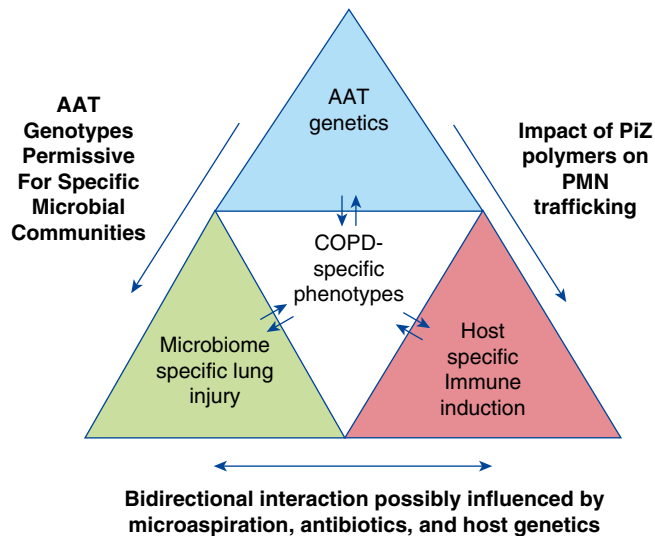 AAT
genetics
AAT
Genotypes
Permissive
For Specific
Microbial
Communities
Impact of PiZ
polymers on
PMN
trafficking
COPD-
specific
phenotypes
Microbiome
specific lung
injury
Host
specific
Immune
induction
Bidirectional interaction possibly influenced by
microaspiration, antibiotics, and host genetics